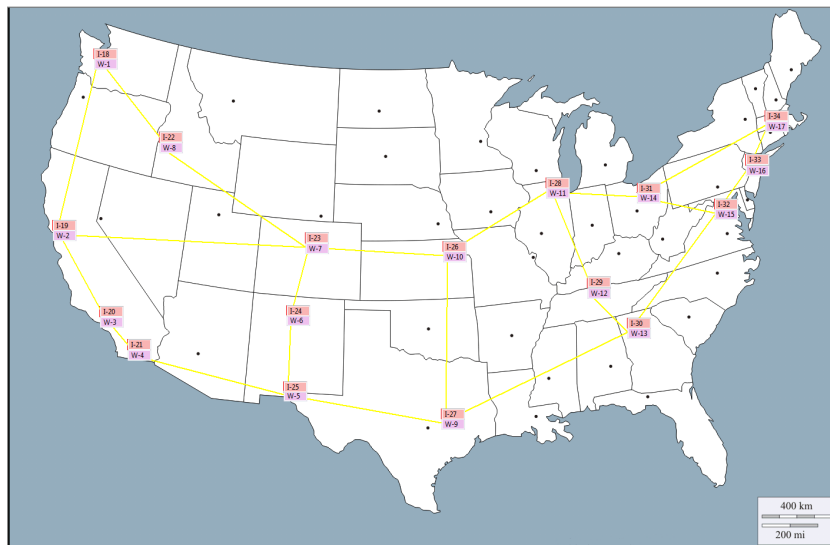 I-18
W-1
I-34
W-17
I-22
W-8
I-33
W-16
I-28
W-11
I-31
W-14
I-32
W-15
I-19
W-2
I-23
W-7
I-26
W-10
I-29
W-12
I-20
W-3
I-24
W-6
I-30
W-13
I-21
W-4
I-25
W-5
I-27
W-9
400 km
200 mi